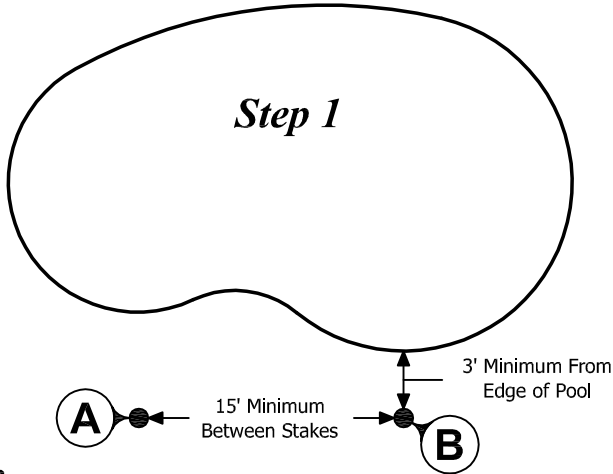 Step 1
3' Minimum From
Edge of Pool
15' Minimum
Between Stakes
A
B